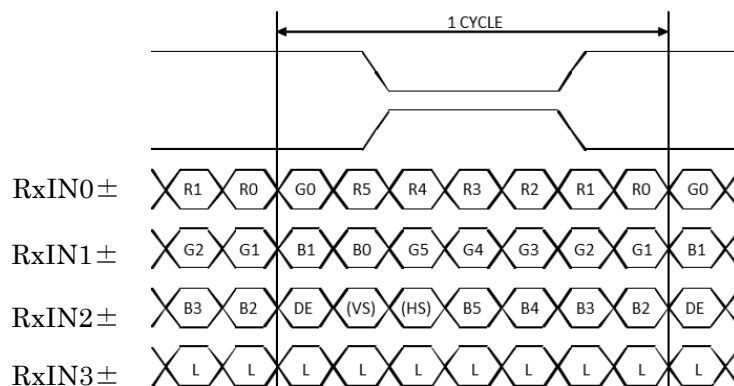 1 CYCLE
RxIN0± R1 R0 G0 R5 R4 R3 R2 R1 R0 G0
RxIN1± G2 G1 B1 B0 G5 G4 G3 G2 G1 B1
RxIN2± B3 B2 DE (VS) (HS) B5 B4 B3 B2 DE
RxIN3± L L L L L L L L L L